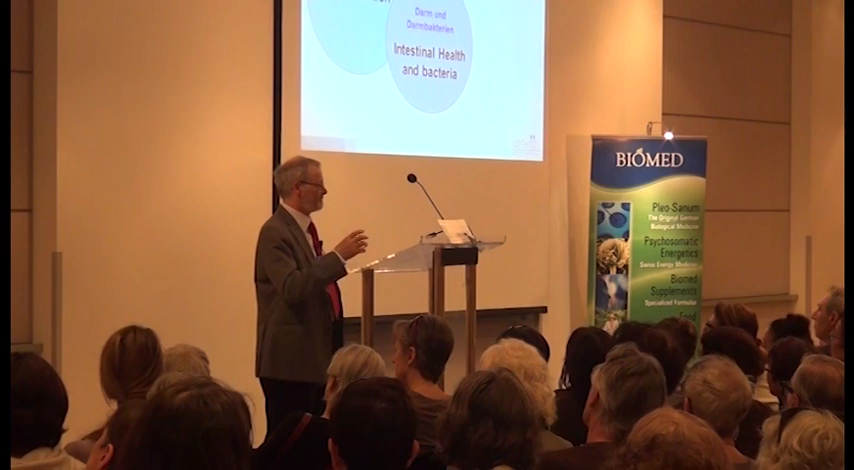 Darm und
Darmbakterien
Intestinal Health
and bacteria
BIOMED
Pleo-Sanum
The Original German
Biological Medicine
Psychosomatic
Energetics
Swiss Energy Medicine
Biomed
Supplements
Specialized Formulas